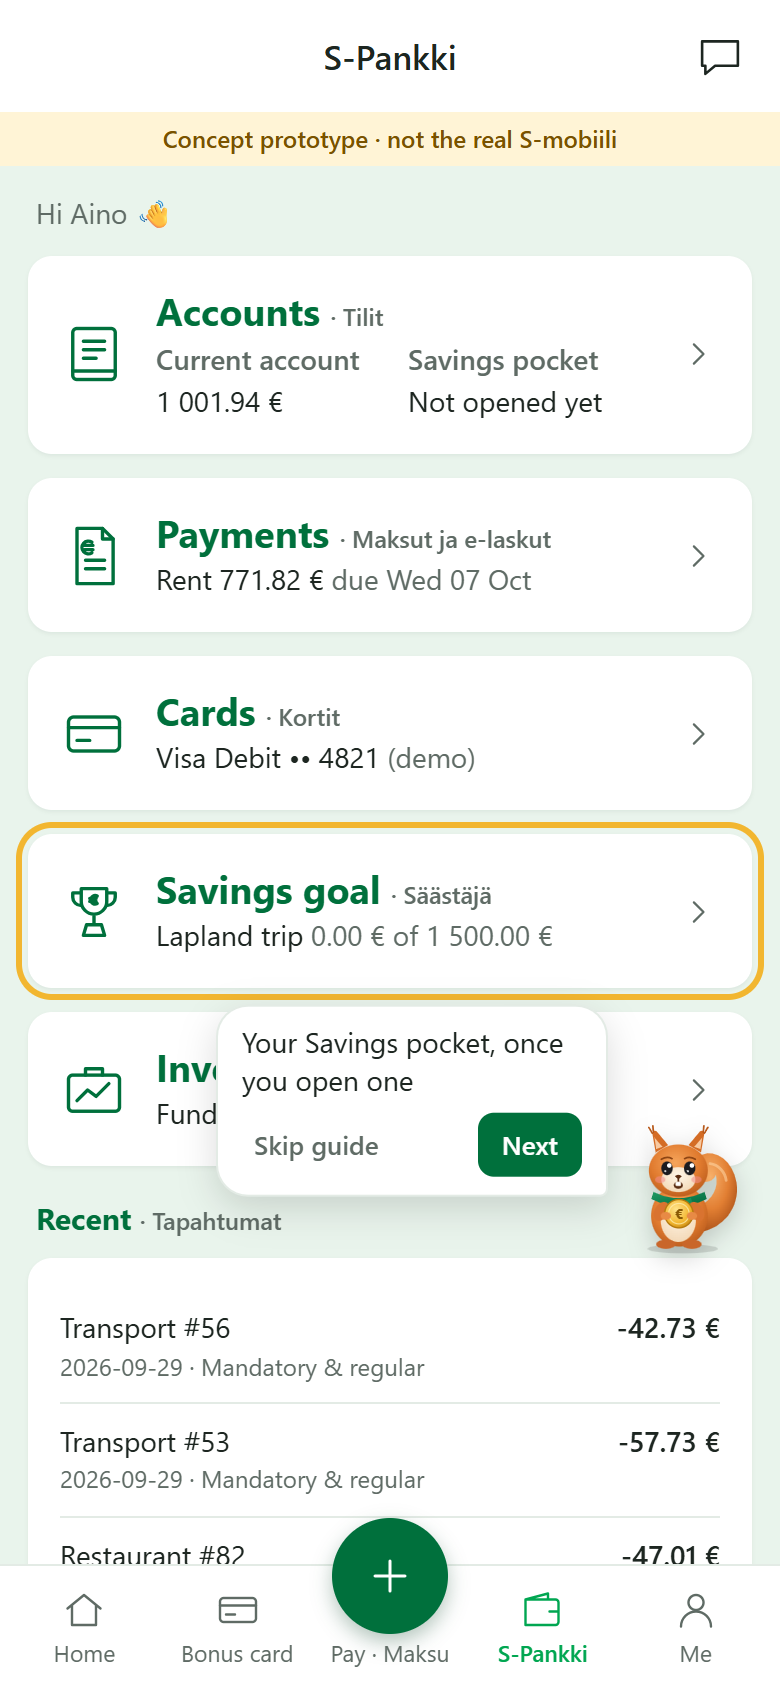 S-Pankki
Concept prototype · not the real S-mobiili
Hi Aino 👋
Accounts · Tilit
Current account Savings pocket
1 001.94 € Not opened yet
Payments · Maksut ja e-laskut
Rent 771.82 € due Wed 07 Oct
Cards · Kortit
Visa Debit •• 4821 (demo)
Savings goal · Säästäjä
Lapland trip 0.00 € of 1 500.00 €
Your Savings pocket, once
you open one
Skip guide Next
Recent · Tapahtumat
Transport #56 -42.73 €
2026-09-29 · Mandatory & regular
Transport #53 -57.73 €
2026-09-29 · Mandatory & regular
Restaurant #82 -47.01 €
Home Bonus card Pay · Maksu S-Pankki Me